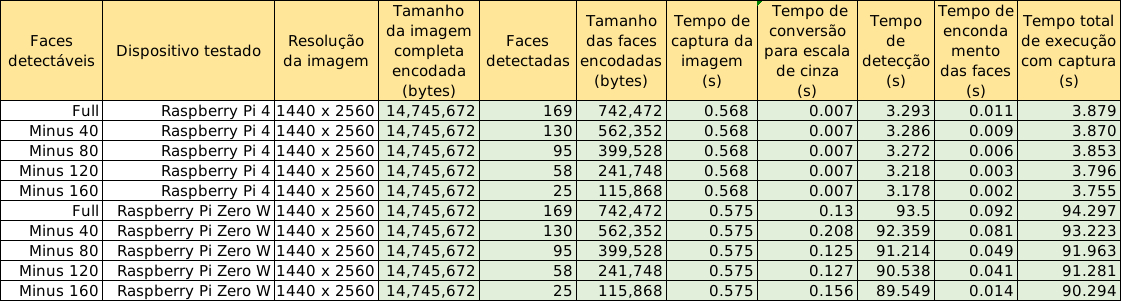 Faces detectáveis | Dispositivo testado | Resolução da imagem | Tamanho da imagem completa encodada (bytes) | Faces detectadas | Tamanho das faces encodadas (bytes) | Tempo de captura da imagem (s) | Tempo de conversão para escala de cinza (s) | Tempo de detecção (s) | Tempo de enconda mento das faces (s) | Tempo total de execução com captura (s)
Full | Raspberry Pi 4 | 1440 x 2560 | 14,745,672 | 169 | 742,472 | 0.568 | 0.007 | 3.293 | 0.011 | 3.879
Minus 40 | Raspberry Pi 4 | 1440 x 2560 | 14,745,672 | 130 | 562,352 | 0.568 | 0.007 | 3.286 | 0.009 | 3.870
Minus 80 | Raspberry Pi 4 | 1440 x 2560 | 14,745,672 | 95 | 399,528 | 0.568 | 0.007 | 3.272 | 0.006 | 3.853
Minus 120 | Raspberry Pi 4 | 1440 x 2560 | 14,745,672 | 58 | 241,748 | 0.568 | 0.007 | 3.218 | 0.003 | 3.796
Minus 160 | Raspberry Pi 4 | 1440 x 2560 | 14,745,672 | 25 | 115,868 | 0.568 | 0.007 | 3.178 | 0.002 | 3.755
Full | Raspberry Pi Zero W | 1440 x 2560 | 14,745,672 | 169 | 742,472 | 0.575 | 0.13 | 93.5 | 0.092 | 94.297
Minus 40 | Raspberry Pi Zero W | 1440 x 2560 | 14,745,672 | 130 | 562,352 | 0.575 | 0.208 | 92.359 | 0.081 | 93.223
Minus 80 | Raspberry Pi Zero W | 1440 x 2560 | 14,745,672 | 95 | 399,528 | 0.575 | 0.125 | 91.214 | 0.049 | 91.963
Minus 120 | Raspberry Pi Zero W | 1440 x 2560 | 14,745,672 | 58 | 241,748 | 0.575 | 0.127 | 90.538 | 0.041 | 91.281
Minus 160 | Raspberry Pi Zero W | 1440 x 2560 | 14,745,672 | 25 | 115,868 | 0.575 | 0.156 | 89.549 | 0.014 | 90.294